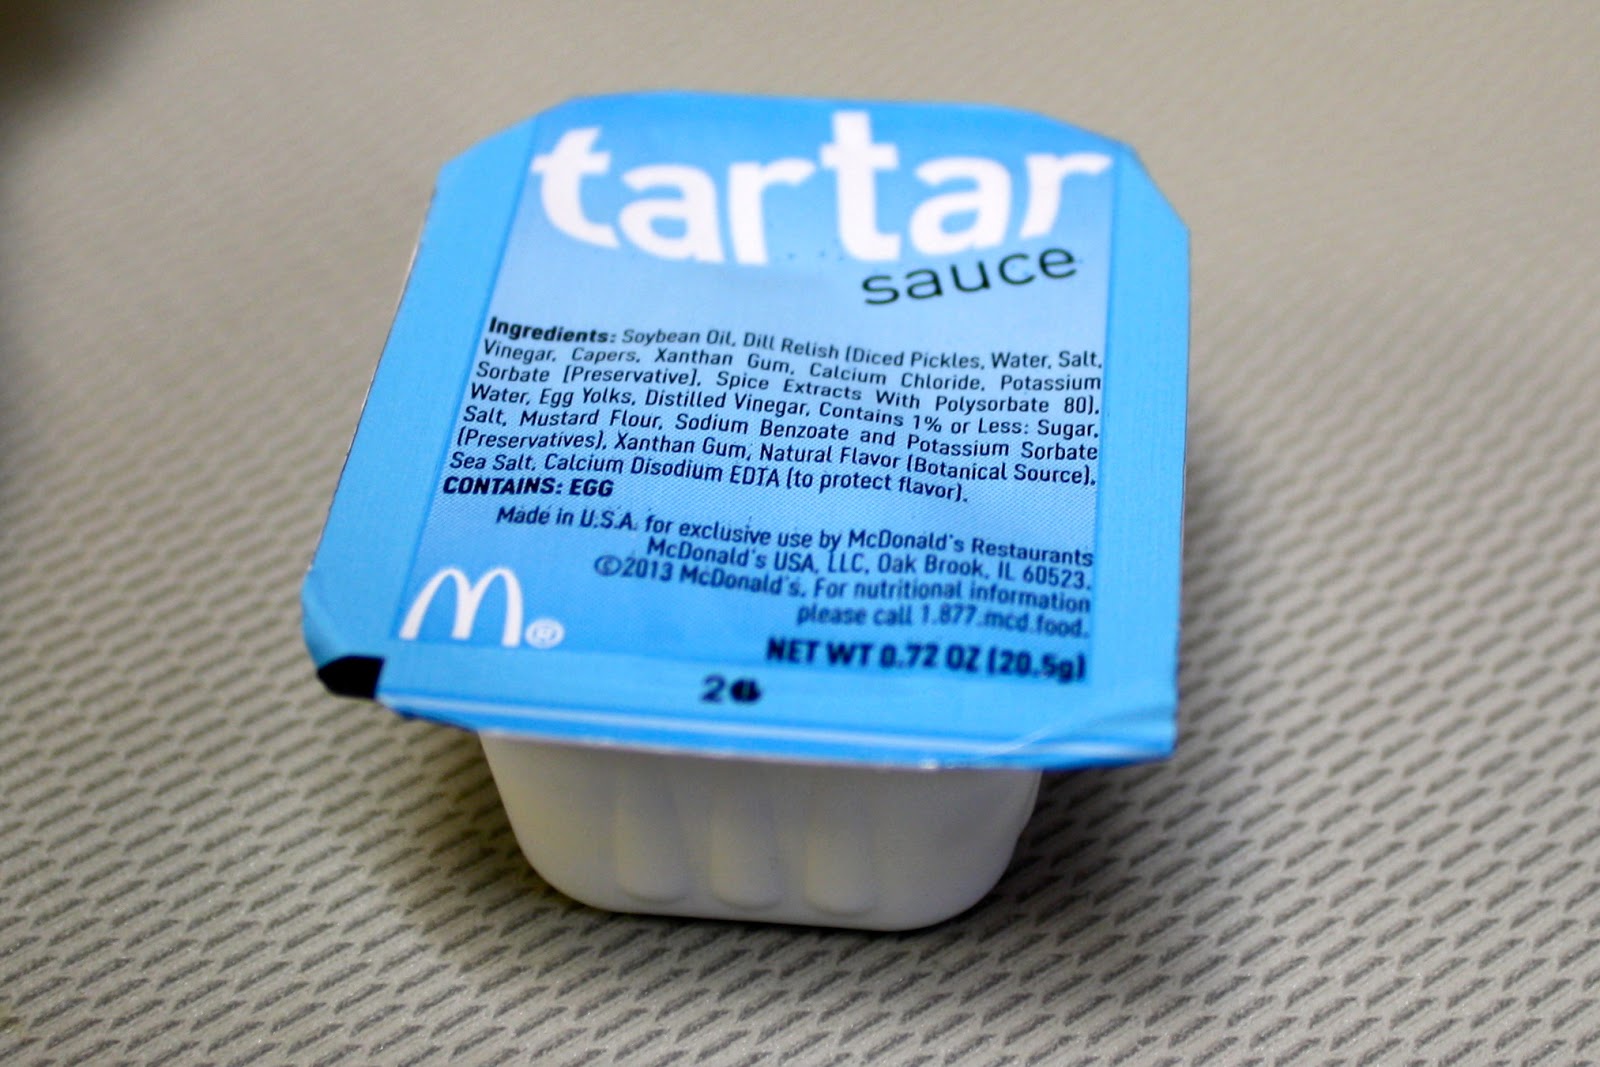 tartar
sauce
Ingredients: Soybean Oil, Dill Relish (Diced Pickles, Water, Salt,
Vinegar, Capers, Xanthan Gum, Calcium Chloride, Potassium
Sorbate [Preservative], Spice Extracts With Polysorbate 80),
Water, Egg Yolks, Distilled Vinegar, Contains 1% or Less: Sugar,
Salt, Mustard Flour, Sodium Benzoate and Potassium Sorbate
(Preservatives), Xanthan Gum, Natural Flavor (Botanical Source),
Sea Salt, Calcium Disodium EDTA (to protect flavor).
CONTAINS: EGG
Made in U.S.A. for exclusive use by McDonald's Restaurants
McDonald's USA, LLC, Oak Brook, IL 60523.
©2013 McDonald's. For nutritional information
please call 1.877.mcd.food.
M®
NET WT 0.72 OZ (20.5g)
2